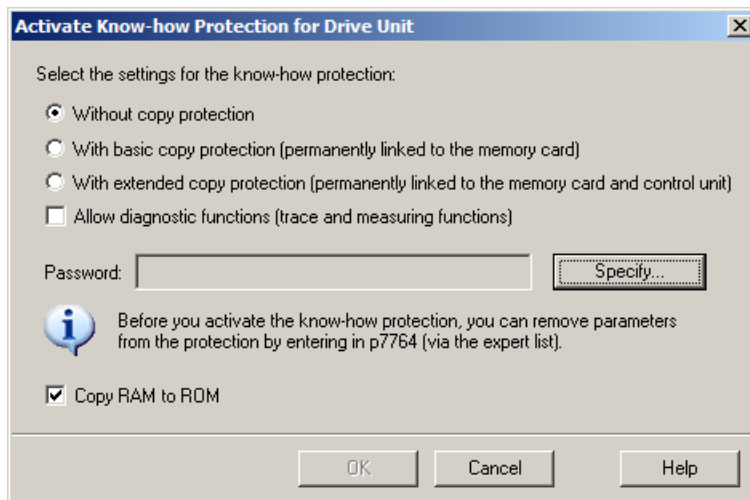 Activate Know-how Protection for Drive Unit
Select the settings for the know-how protection:
Without copy protection
With basic copy protection (permanently linked to the memory card)
With extended copy protection (permanently linked to the memory card and control unit)
Allow diagnostic functions (trace and measuring functions)
Password:
Specify...
Before you activate the know-how protection, you can remove parameters
from the protection by entering in p7764 (via the expert list).
Copy RAM to ROM
OK
Cancel
Help